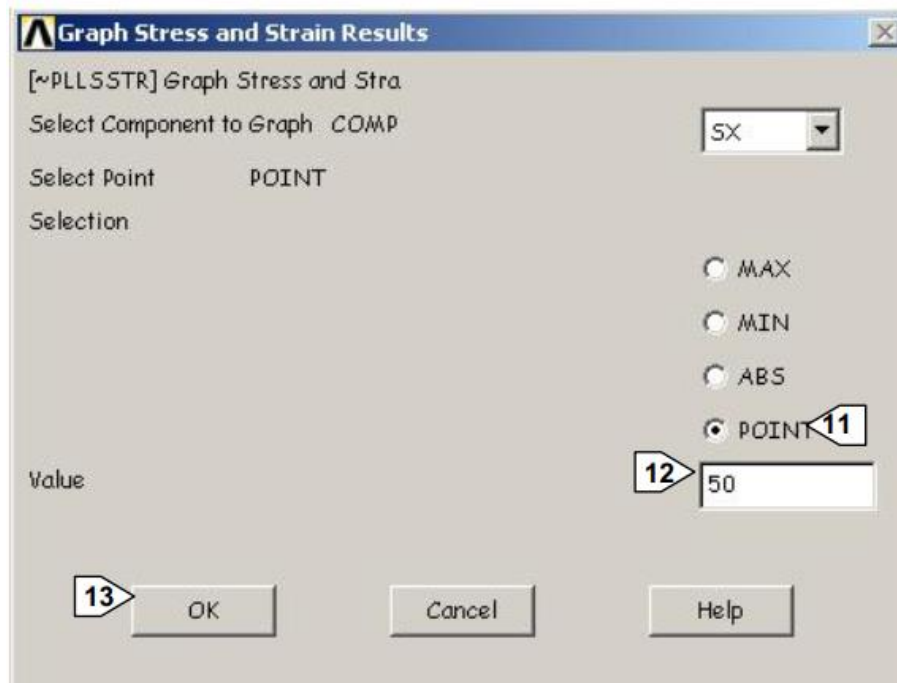 Graph Stress and Strain Results
[~PLLSSTR] Graph Stress and Stra
Select Component to Graph COMP
SX
Select Point POINT
Selection
MAX
MIN
ABS
POINT 11
Value 12 50
13 OK Cancel Help